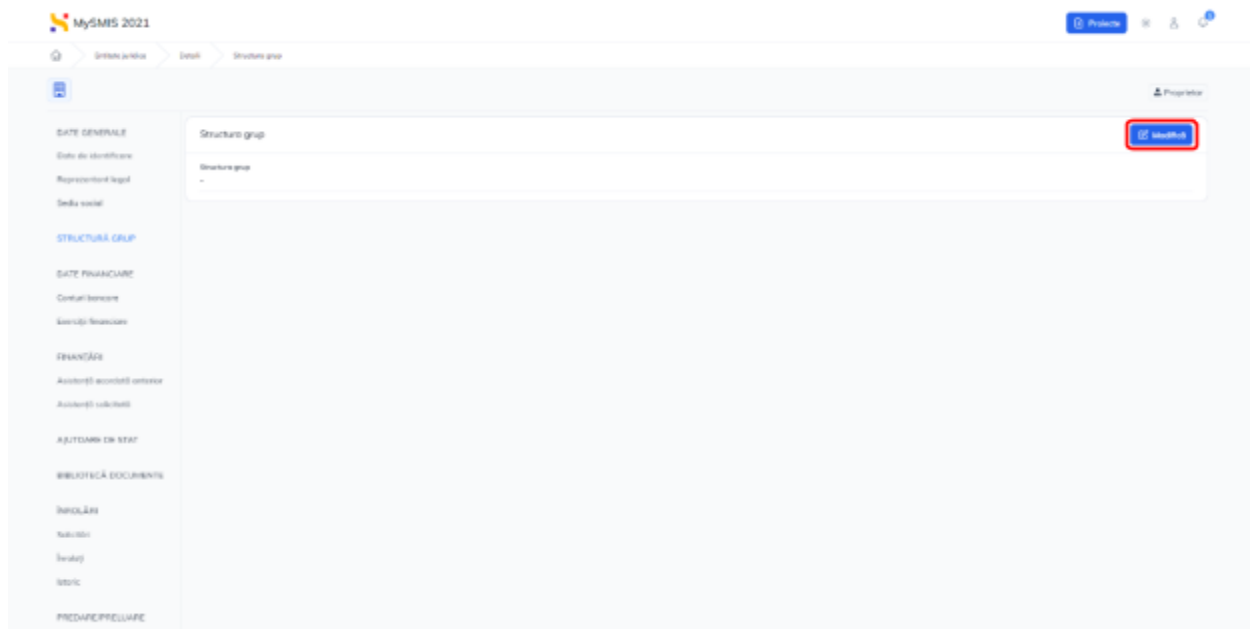 MySMIS 2021
Proiecte
Entitate juridica Detalii Structura grup
Proprietar
DATE GENERALE
Date de identificare
Reprezentant legal
Sediu social
STRUCTURĂ GRUP
DATE FINANCIARE
Conturi bancare
Exerciții financiare
FINANȚĂRI
Asistență acordată anterior
Asistență solicitată
AJUTOARE DE STAT
BIBLIOTECĂ DOCUMENTE
ÎNROLĂRI
Solicitări
Înrolați
Istoric
PREDARE/PRELUARE
Structura grup
Modifică
Structura grup
-